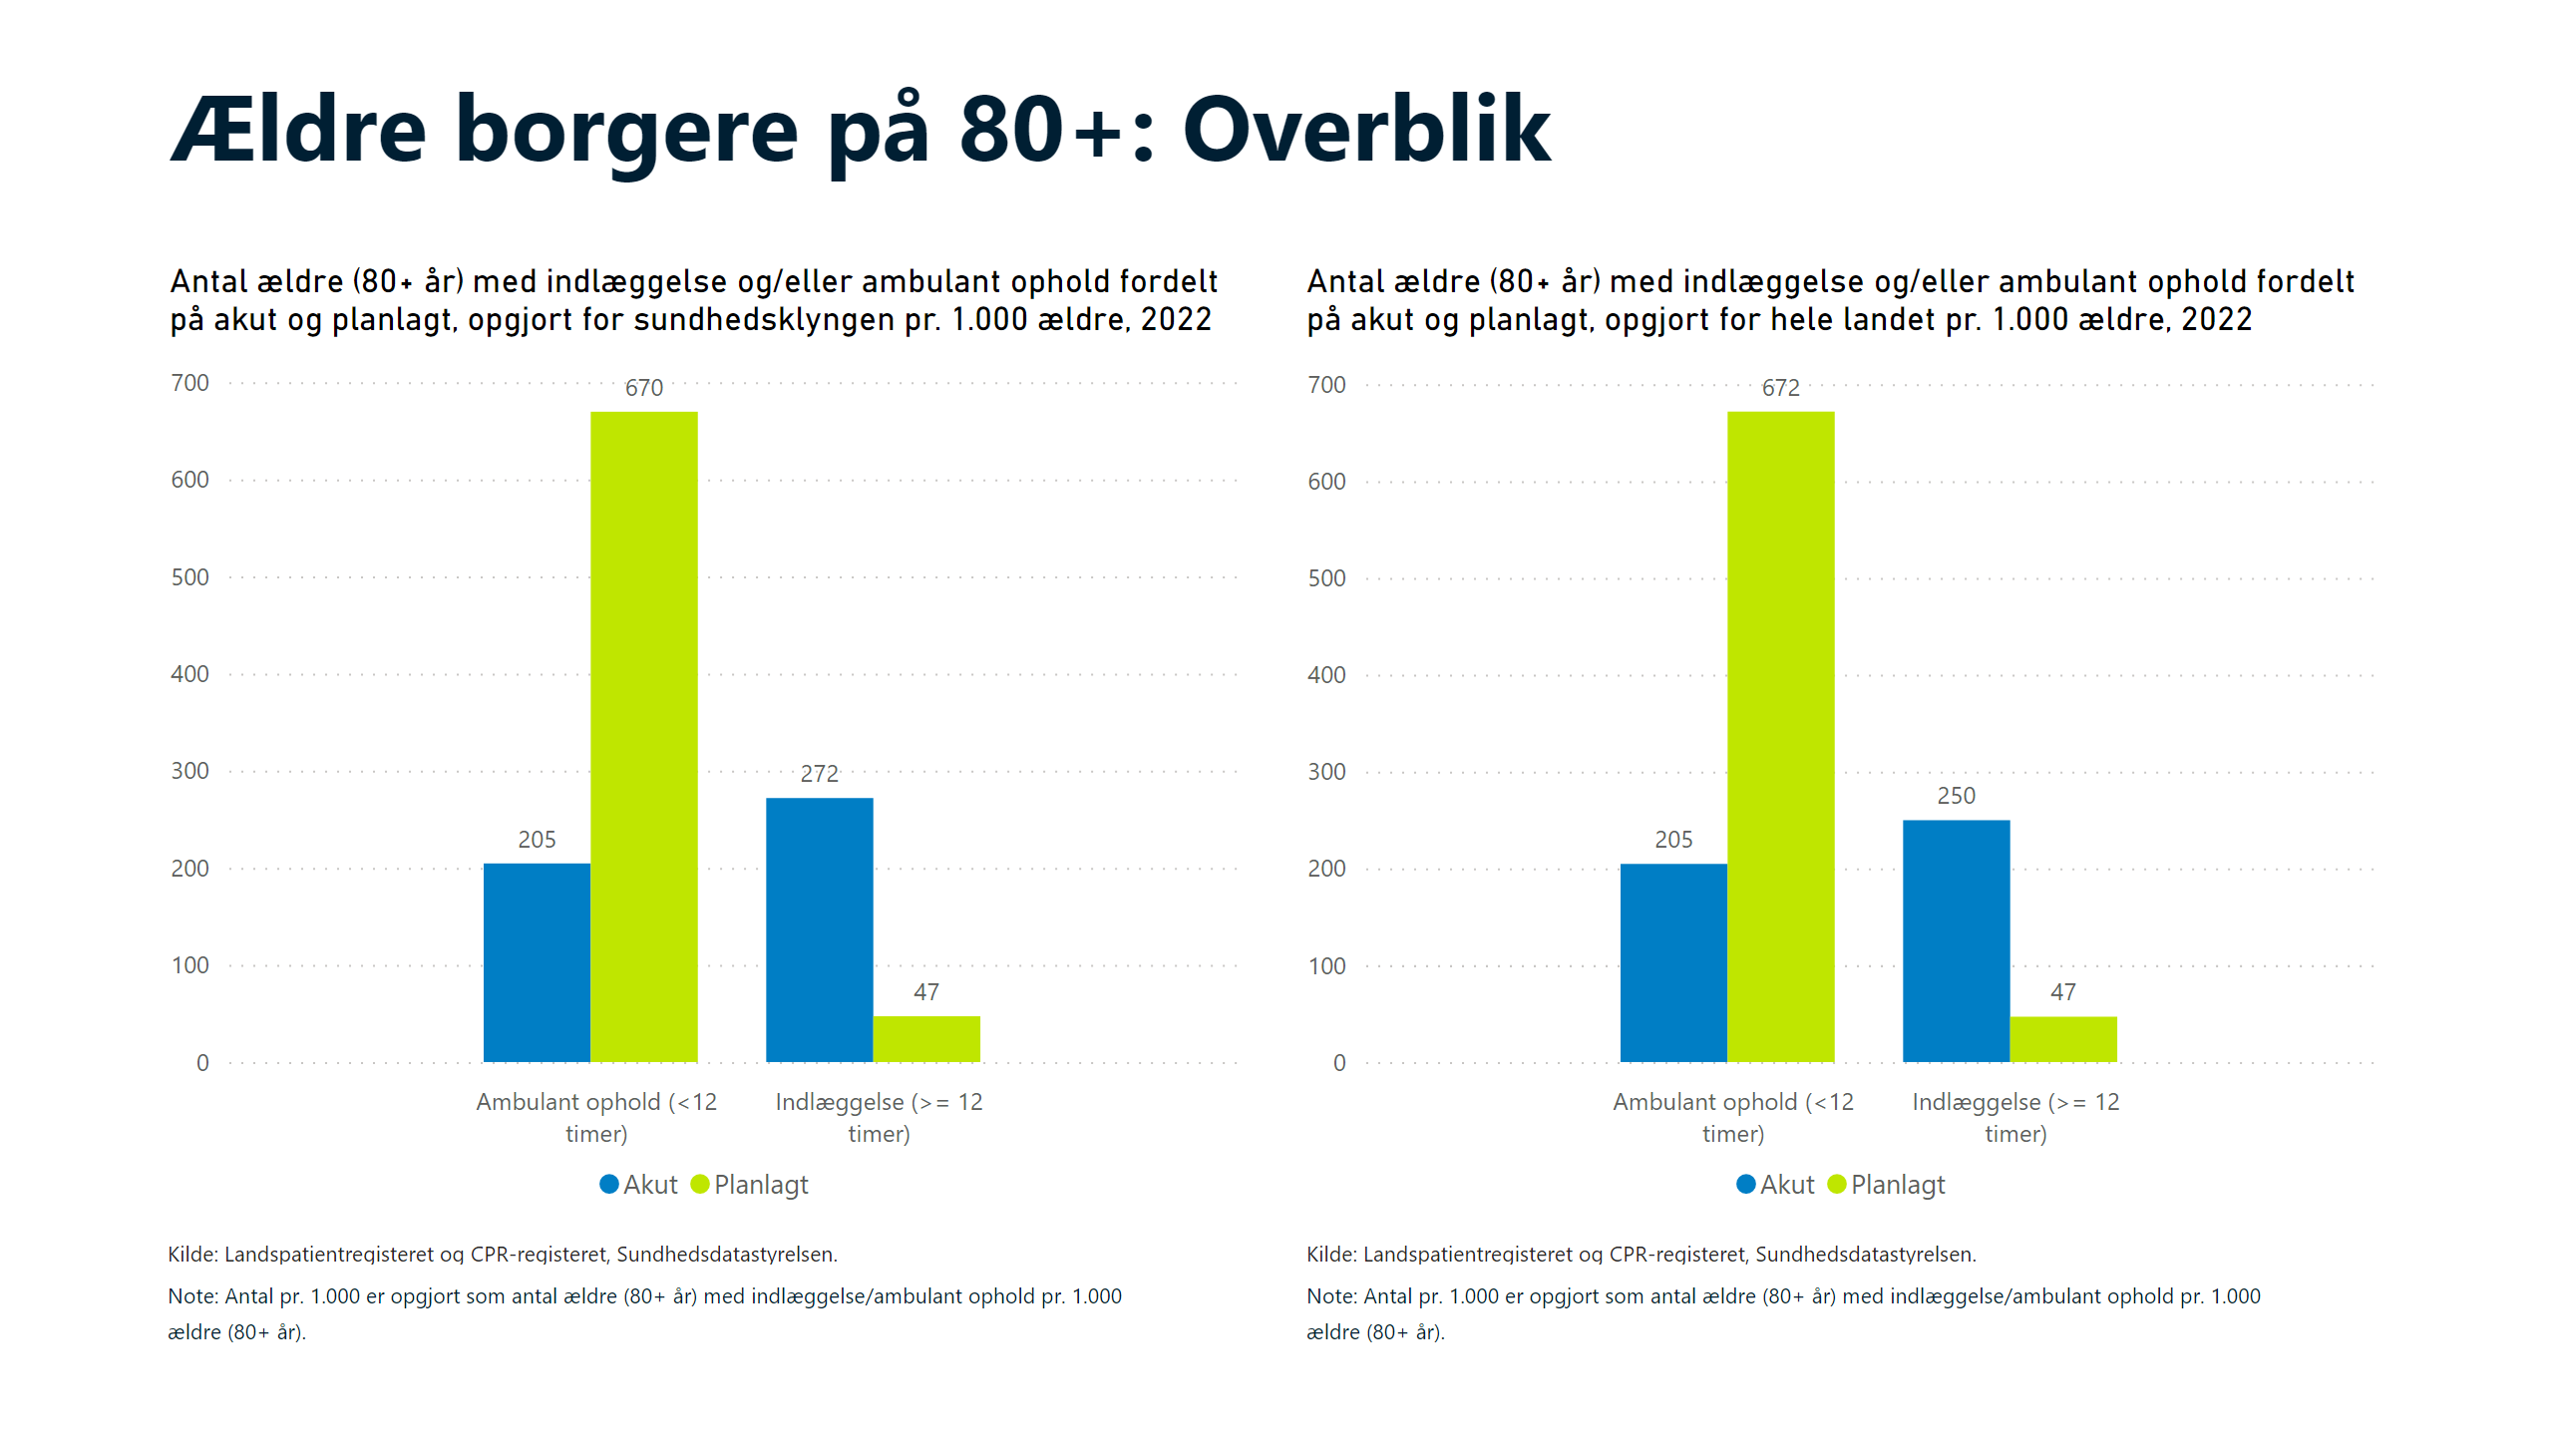 Ældre borgere på 80+: Overblik
Antal ældre (80+ år) med indlæggelse og/eller ambulant ophold fordelt
på akut og planlagt, opgjort for sundhedsklyngen pr. 1.000 ældre, 2022
700
600
500
400
300
200
100
0
205
670
272
47
Ambulant ophold (<12
timer)
Indlæggelse (>= 12
timer)
Akut Planlagt
Kilde: Landspatientregisteret og CPR-registeret, Sundhedsdatastyrelsen.
Note: Antal pr. 1.000 er opgjort som antal ældre (80+ år) med indlæggelse/ambulant ophold pr. 1.000
ældre (80+ år).
Antal ældre (80+ år) med indlæggelse og/eller ambulant ophold fordelt
på akut og planlagt, opgjort for hele landet pr. 1.000 ældre, 2022
700
600
500
400
300
200
100
0
205
672
250
47
Ambulant ophold (<12
timer)
Indlæggelse (>= 12
timer)
Akut Planlagt
Kilde: Landspatientregisteret og CPR-registeret, Sundhedsdatastyrelsen.
Note: Antal pr. 1.000 er opgjort som antal ældre (80+ år) med indlæggelse/ambulant ophold pr. 1.000
ældre (80+ år).